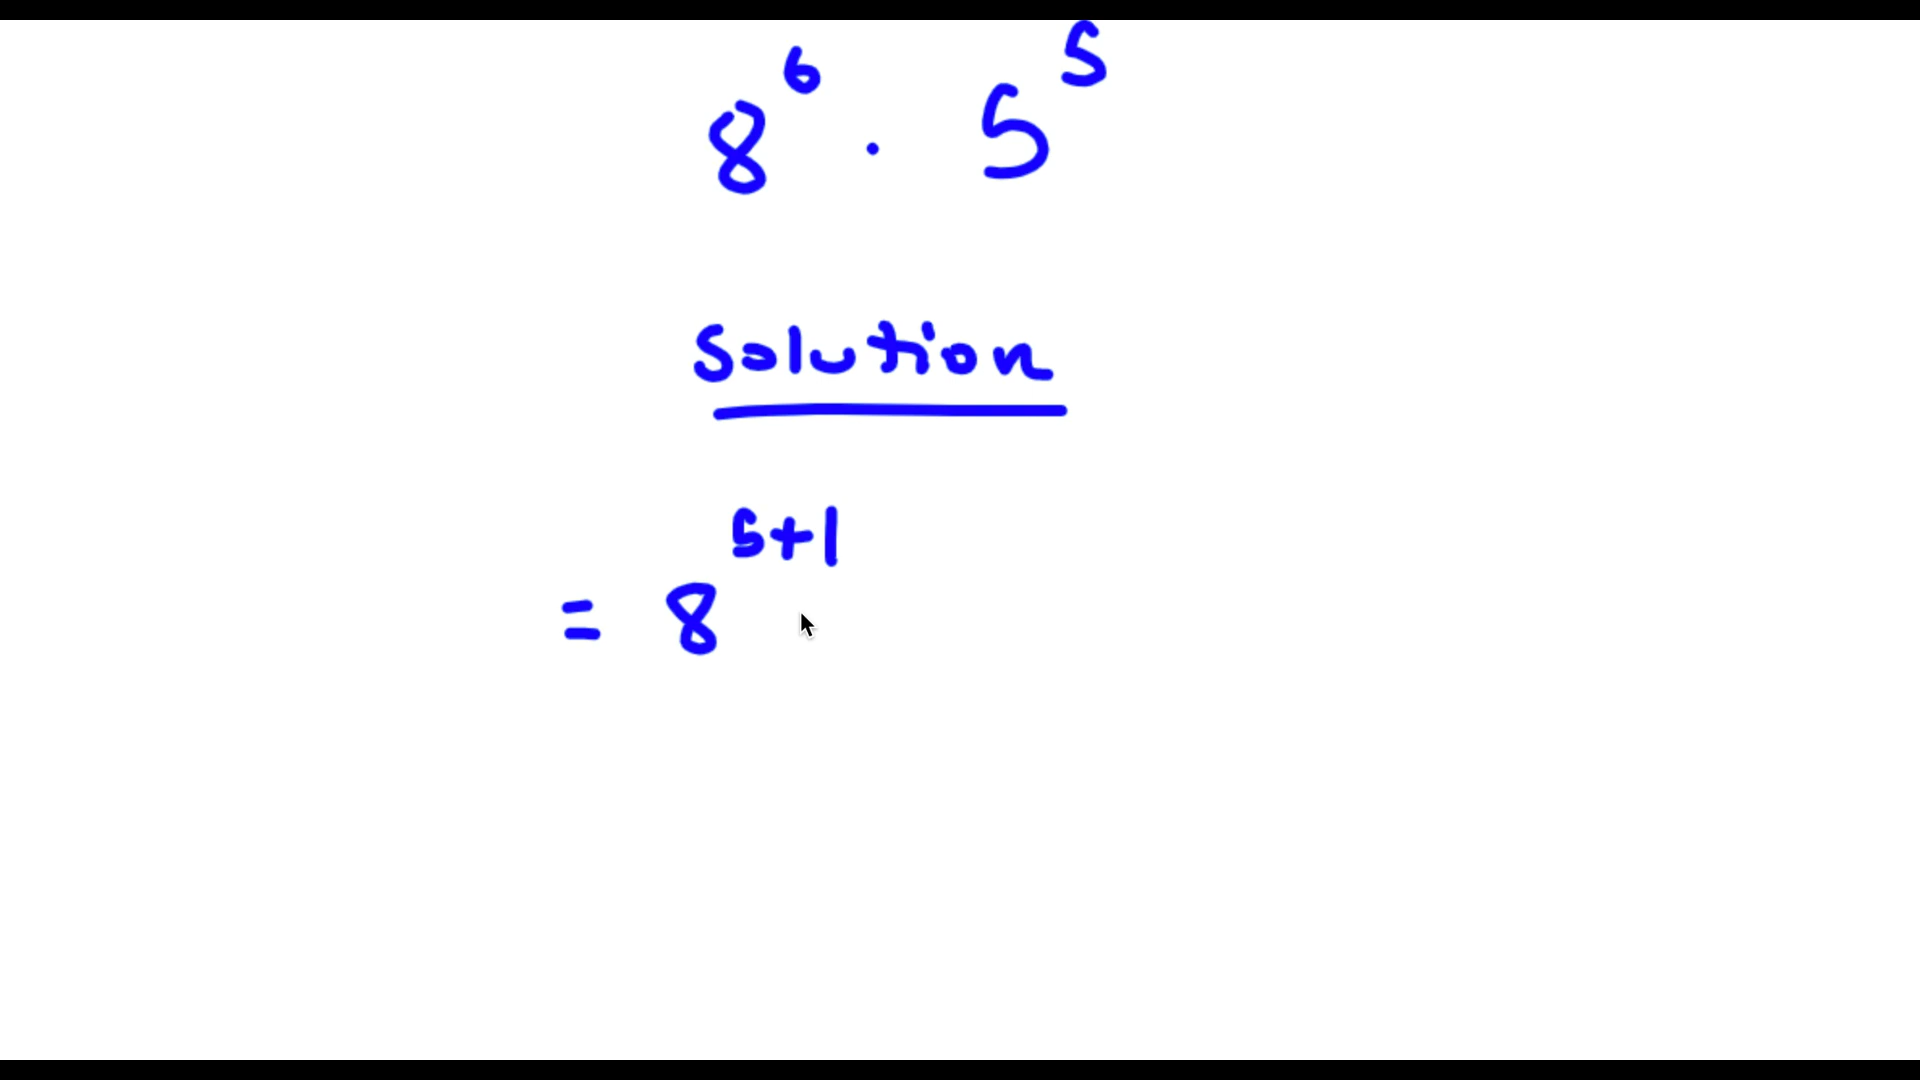 8⁶ · 5⁵
Solution
= 8⁵⁺¹